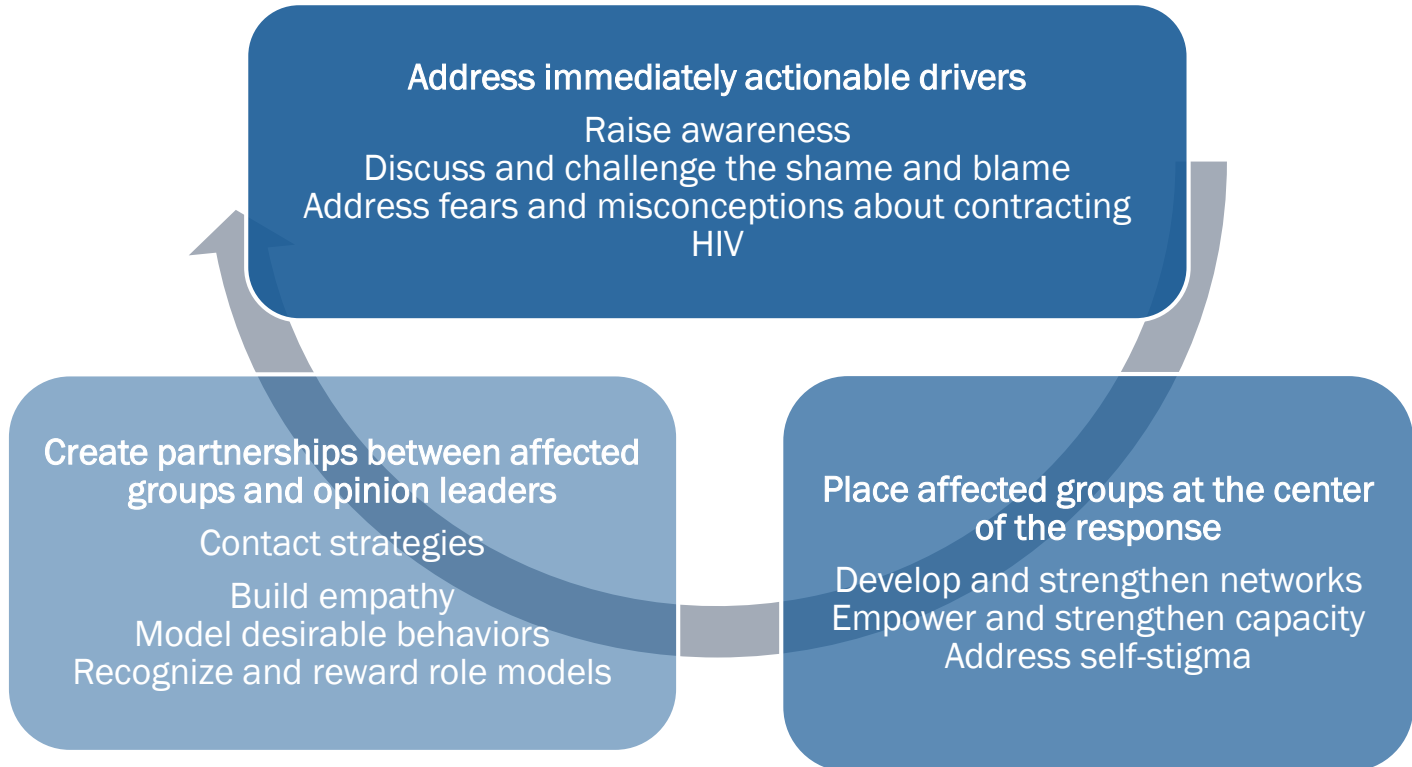 Address immediately actionable drivers
Raise awareness
Discuss and challenge the shame and blame
Address fears and misconceptions about contracting
HIV
Create partnerships between affected
groups and opinion leaders
Contact strategies
Build empathy
Model desirable behaviors
Recognize and reward role models
Place affected groups at the center
of the response
Develop and strengthen networks
Empower and strengthen capacity
Address self-stigma